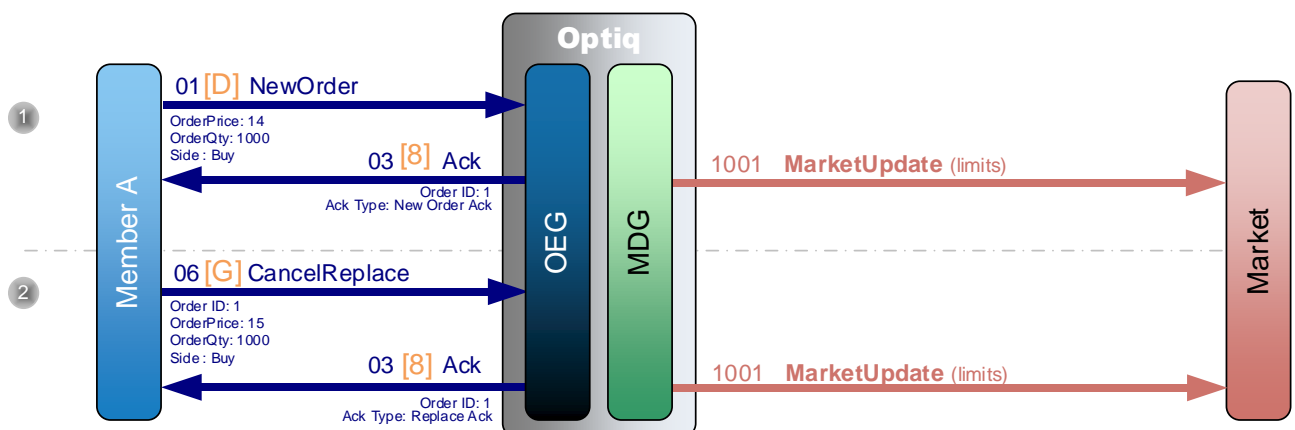 Optiq
1
Member A
01 [D] NewOrder
OrderPrice: 14
OrderQty: 1000
Side : Buy
03 [8] Ack
Order ID: 1
Ack Type: New Order Ack
OEG
MDG
1001 MarketUpdate (limits)
Market
2
06 [G] CancelReplace
Order ID: 1
OrderPrice: 15
OrderQty: 1000
Side : Buy
03 [8] Ack
Order ID: 1
Ack Type: Replace Ack
1001 MarketUpdate (limits)